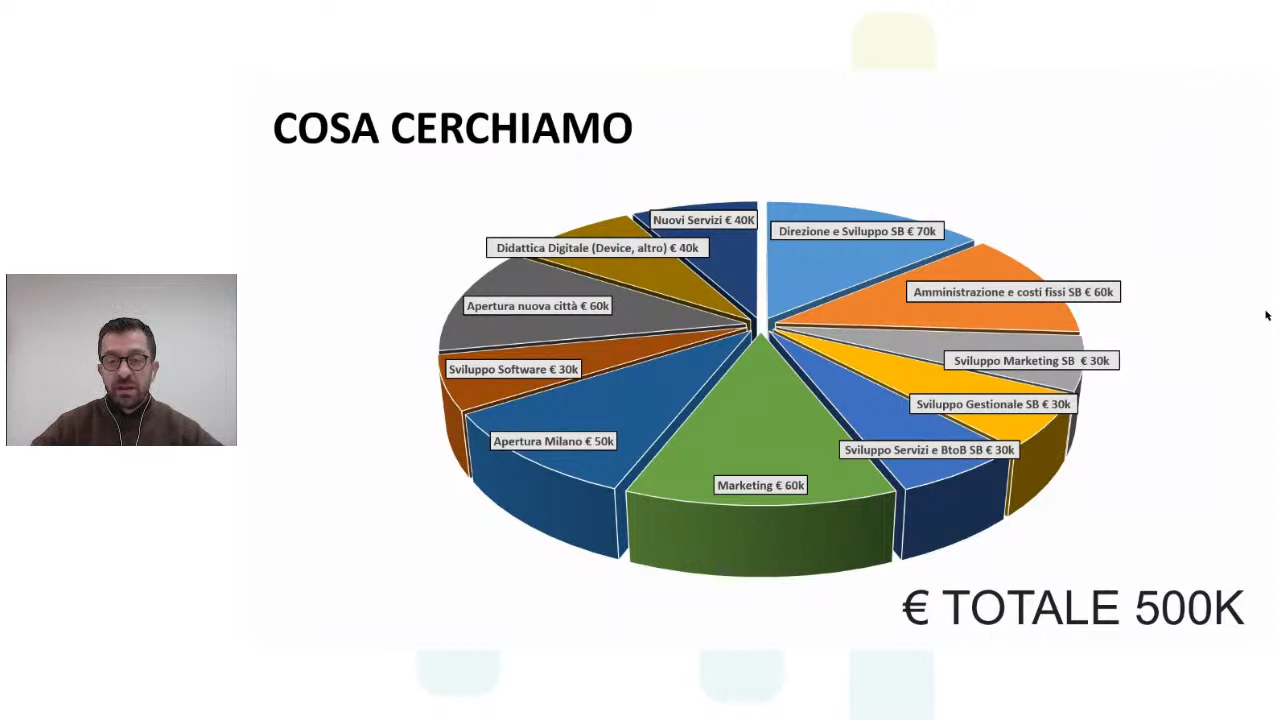 COSA CERCHIAMO
Nuovi Servizi € 40K
Direzione e Sviluppo SB € 70k
Didattica Digitale (Device, altro) € 40k
Amministrazione e costi fissi SB € 60k
Apertura nuova città € 60k
Sviluppo Marketing SB € 30k
Sviluppo Software € 30k
Sviluppo Gestionale SB € 30k
Apertura Milano € 50k
Sviluppo Servizi e BtoB SB € 30k
Marketing € 60k
€ TOTALE 500K